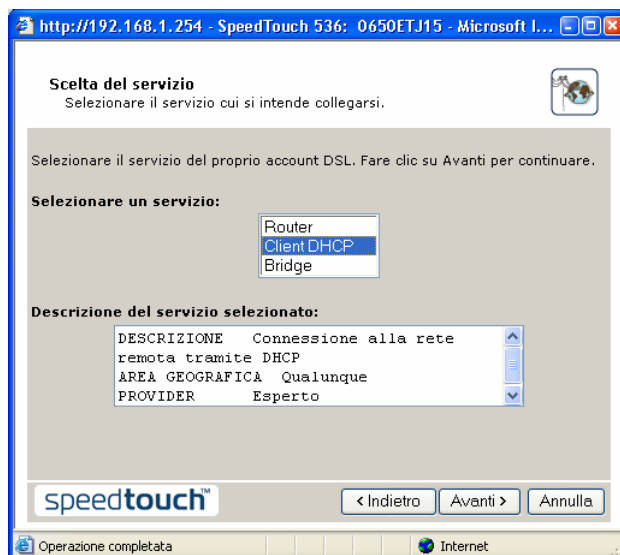 http://192.168.1.254 - SpeedTouch 536: 0650ETJ15 - Microsoft I...
Scelta del servizio
Selezionare il servizio cui si intende collegarsi.
Selezionare il servizio del proprio account DSL. Fare clic su Avanti per continuare.
Selezionare un servizio:
Router
Client DHCP
Bridge
Descrizione del servizio selezionato:
DESCRIZIONE Connessione alla rete
remota tramite DHCP
AREA GEOGRAFICA Qualunque
PROVIDER Esperto
speedtouch™
< Indietro Avanti > Annulla
Operazione completata Internet